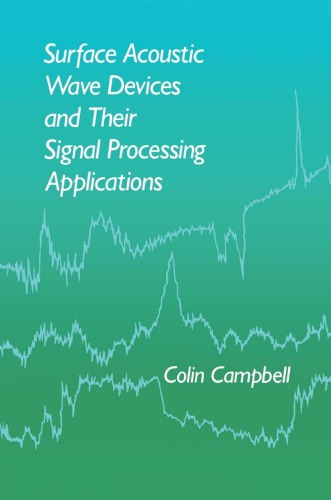 Surface Acoustic
Wave Devices
and Their
Signal Processing
Applications
Colin Campbell